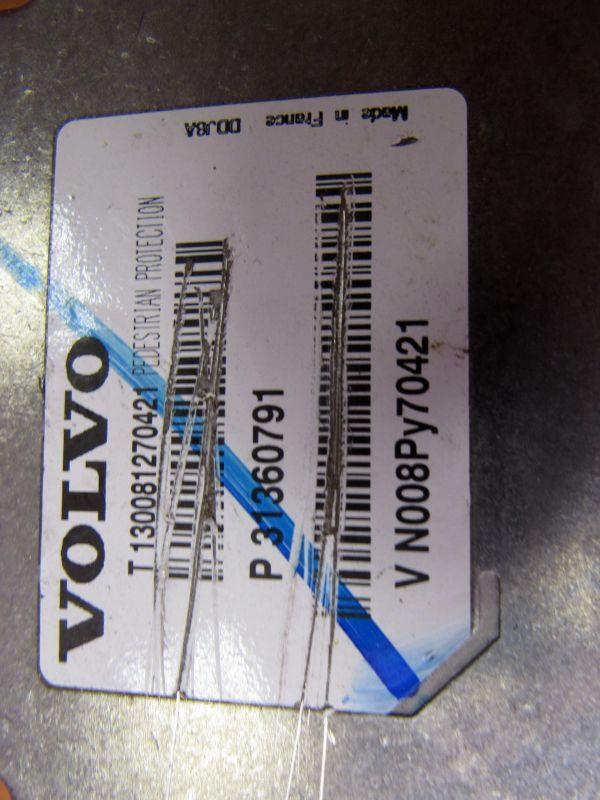 VOLVO
T 130081270421 PEDESTRIAN PROTECTION
P 31360791
V N008Py70421
Made in France DDJ8A